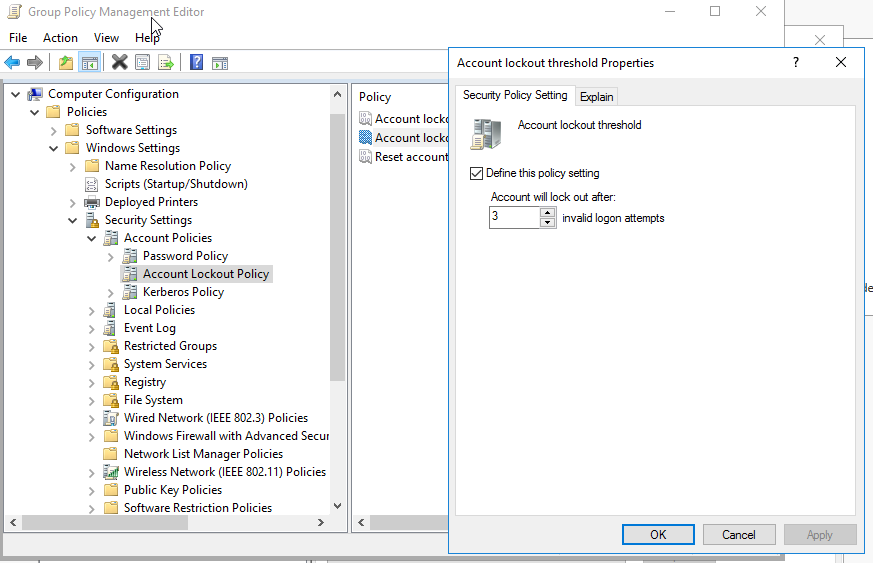 Group Policy Management Editor
File Action View Help
Computer Configuration
Policies
Software Settings
Windows Settings
Name Resolution Policy
Scripts (Startup/Shutdown)
Deployed Printers
Security Settings
Account Policies
Password Policy
Account Lockout Policy
Kerberos Policy
Local Policies
Event Log
Restricted Groups
System Services
Registry
File System
Wired Network (IEEE 802.3) Policies
Windows Firewall with Advanced Secur
Network List Manager Policies
Wireless Network (IEEE 802.11) Policies
Public Key Policies
Software Restriction Policies
Policy
Account locko
Account locko
Reset account
Account lockout threshold Properties
?
Security Policy Setting Explain
Account lockout threshold
Define this policy setting
Account will lock out after:
3 invalid logon attempts
OK Cancel Apply